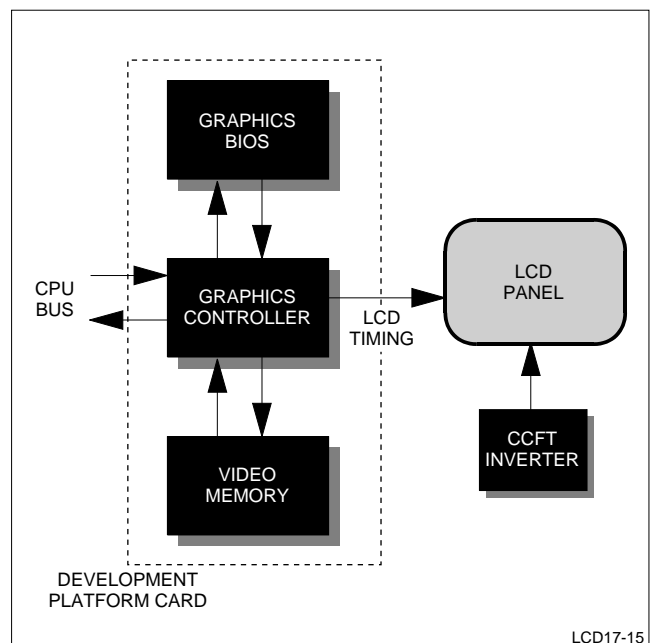 GRAPHICS
BIOS
CPU
BUS
GRAPHICS
CONTROLLER
LCD
TIMING
LCD
PANEL
CCFT
INVERTER
VIDEO
MEMORY
DEVELOPMENT
PLATFORM CARD
LCD17-15